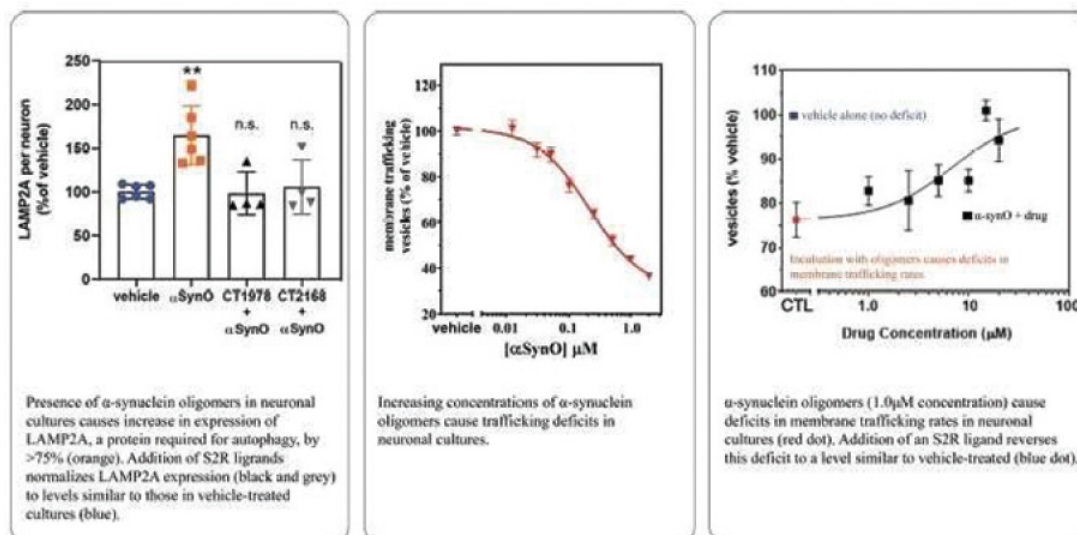 250
200
150
100
50
0
LAMP2A per neuron
(%of vehicle)
**
n.s.
n.s.
vehicle
αSynO
CT1978
+
αSynO
CT2168
+
αSynO
Presence of α-synuclein oligomers in neuronal
cultures causes increase in expression of
LAMP2A, a protein required for autophagy, by
>75% (orange). Addition of S2R ligrands
normalizes LAMP2A expression (black and grey)
to levels similar to those in vehicle-treated
cultures (blue).
120
100
80
60
40
20
membrane trafficking
vesicles (% of vehicle)
vehicle
0.01
0.1
1.0
[αSynO] μM
Increasing concentrations of α-synuclein
oligomers cause trafficking deficits in
neuronal cultures.
110
100
90
80
70
60
vesicles (% vehicle)
vehicle alone (no deficit)
α-synO + drug
Incubation with oligomers causes deficits in
membrane trafficking rates.
CTL
1.0
10
Drug Concentration (μM)
α-synuclein oligomers (1.0μM concentration) cause
deficits in membrane trafficking rates in neuronal
cultures (red dot). Addition of an S2R ligand reverses
this deficit to a level similar to vehicle-treated (blue dot).